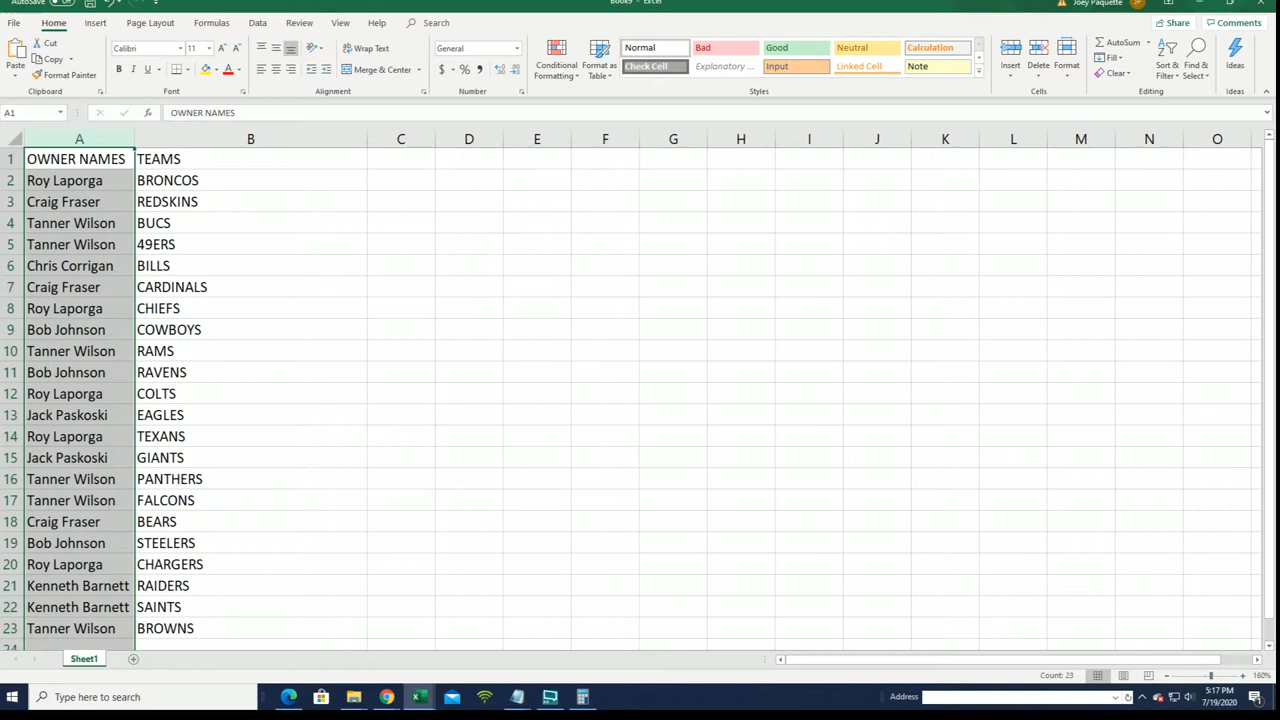 AutoSave Off
Book9 - Excel
Joey Paquette JP
File Home Insert Page Layout Formulas Data Review View Help Search Share Comments
Paste Cut Copy Format Painter Clipboard
Calibri 11 B I U A A Font
Wrap Text Merge & Center Alignment
General $ % , Number
Conditional Formatting Format as Table
Normal Bad Good Neutral Calculation
Check Cell Explanatory ... Input Linked Cell Note
Styles
Insert Delete Format Cells
AutoSum Fill Clear Sort & Filter Find & Select Editing
Ideas Ideas
A1 fx OWNER NAMES
A B C D E F G H I J K L M N O
1 OWNER NAMES TEAMS
2 Roy Laporga BRONCOS
3 Craig Fraser REDSKINS
4 Tanner Wilson BUCS
5 Tanner Wilson 49ERS
6 Chris Corrigan BILLS
7 Craig Fraser CARDINALS
8 Roy Laporga CHIEFS
9 Bob Johnson COWBOYS
10 Tanner Wilson RAMS
11 Bob Johnson RAVENS
12 Roy Laporga COLTS
13 Jack Paskoski EAGLES
14 Roy Laporga TEXANS
15 Jack Paskoski GIANTS
16 Tanner Wilson PANTHERS
17 Tanner Wilson FALCONS
18 Craig Fraser BEARS
19 Bob Johnson STEELERS
20 Roy Laporga CHARGERS
21 Kenneth Barnett RAIDERS
22 Kenneth Barnett SAINTS
23 Tanner Wilson BROWNS
24
Sheet1
Count: 23 160%
Type here to search
Address
5:17 PM
7/19/2020